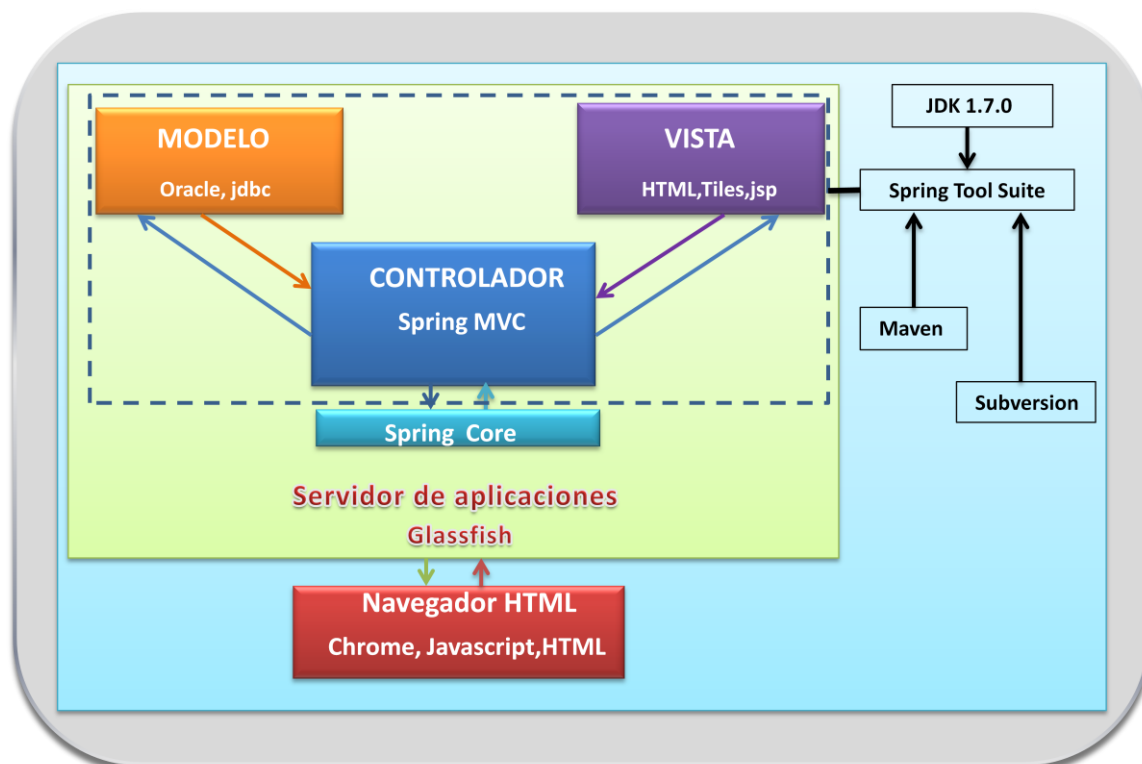 MODELO
Oracle, jdbc
VISTA
HTML,Tiles,jsp
CONTROLADOR
Spring MVC
Spring Core
Servidor de aplicaciones
Glassfish
Navegador HTML
Chrome, Javascript,HTML
JDK 1.7.0
Spring Tool Suite
Maven
Subversion